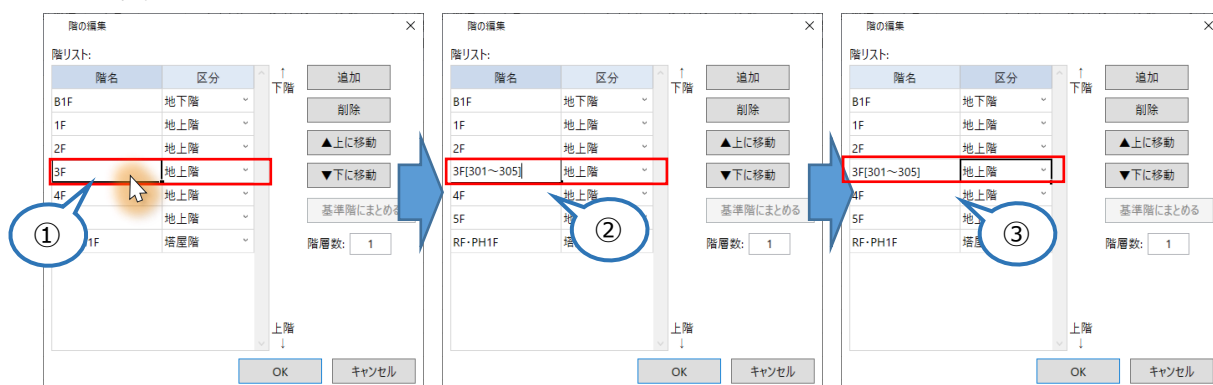 階の編集 ×
階リスト:
階名 区分 ↑ 下階 追加
B1F 地下階 削除
1F 地上階
2F 地上階 ▲上に移動
3F 地上階 ▼下に移動
4F 地上階 基準階にまとめる
① 地上階
1F 塔屋階 階層数: 1
上階 ↓
OK キャンセル
階の編集 ×
階リスト:
階名 区分 ↑ 下階 追加
B1F 地下階 削除
1F 地上階
2F 地上階 ▲上に移動
3F[301～305] 地上階 ▼下に移動
4F 基準階にまとめる
5F 地 ②
RF・PH1F 塔 階層数: 1
上階 ↓
OK キャンセル
階の編集 ×
階リスト:
階名 区分 ↑ 下階 追加
B1F 地下階 削除
1F 地上階
2F 地上階 ▲上に移動
3F[301～305] 地上階 ▼下に移動
4F 地上階 基準階にまとめる
5F 地 ③
RF・PH1F 塔屋 階層数: 1
上階 ↓
OK キャンセル